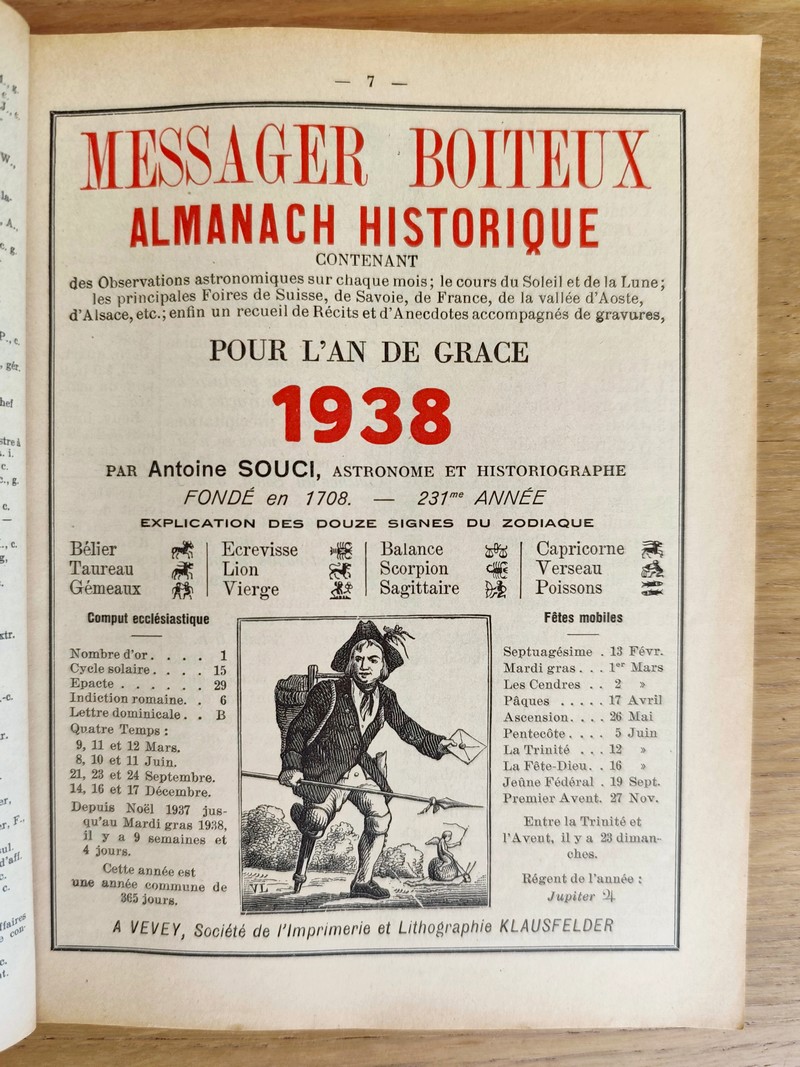 — 7 —
MESSAGER BOITEUX
ALMANACH HISTORIQUE
CONTENANT
des Observations astronomiques sur chaque mois; le cours du Soleil et de la Lune;
les principales Foires de Suisse, de Savoie, de France, de la vallée d'Aoste,
d'Alsace, etc.; enfin un recueil de Récits et d'Anecdotes accompagnés de gravures,
POUR L'AN DE GRACE
1938
PAR Antoine SOUCI, ASTRONOME ET HISTORIOGRAPHE
FONDÉ en 1708. — 231me ANNÉE
EXPLICATION DES DOUZE SIGNES DU ZODIAQUE
Bélier
Taureau
Gémeaux
Ecrevisse
Lion
Vierge
Balance
Scorpion
Sagittaire
Capricorne
Verseau
Poissons
Comput ecclésiastique
Nombre d'or . . . . 1
Cycle solaire . . . . 15
Epacte . . . . . . 29
Indiction romaine. . 6
Lettre dominicale . . B
Quatre Temps :
9, 11 et 12 Mars.
8, 10 et 11 Juin.
21, 23 et 24 Septembre.
14, 16 et 17 Décembre.
Depuis Noël 1937 jus-
qu'au Mardi gras 1938,
il y a 9 semaines et
4 jours.
Cette année est
une année commune de
365 jours.
VL
Fêtes mobiles
Septuagésime . 13 Févr.
Mardi gras . . . 1er Mars
Les Cendres . . 2 »
Pâques . . . . . 17 Avril
Ascension. . . . 26 Mai
Pentecôte . . . . 5 Juin
La Trinité . . . 12 »
La Fête-Dieu. . 16 »
Jeûne Fédéral . 19 Sept.
Premier Avent. 27 Nov.
Entre la Trinité et
l'Avent, il y a 23 diman-
ches.
Régent de l'année :
Jupiter ♃
A VEVEY, Société de l'Imprimerie et Lithographie KLAUSFELDER